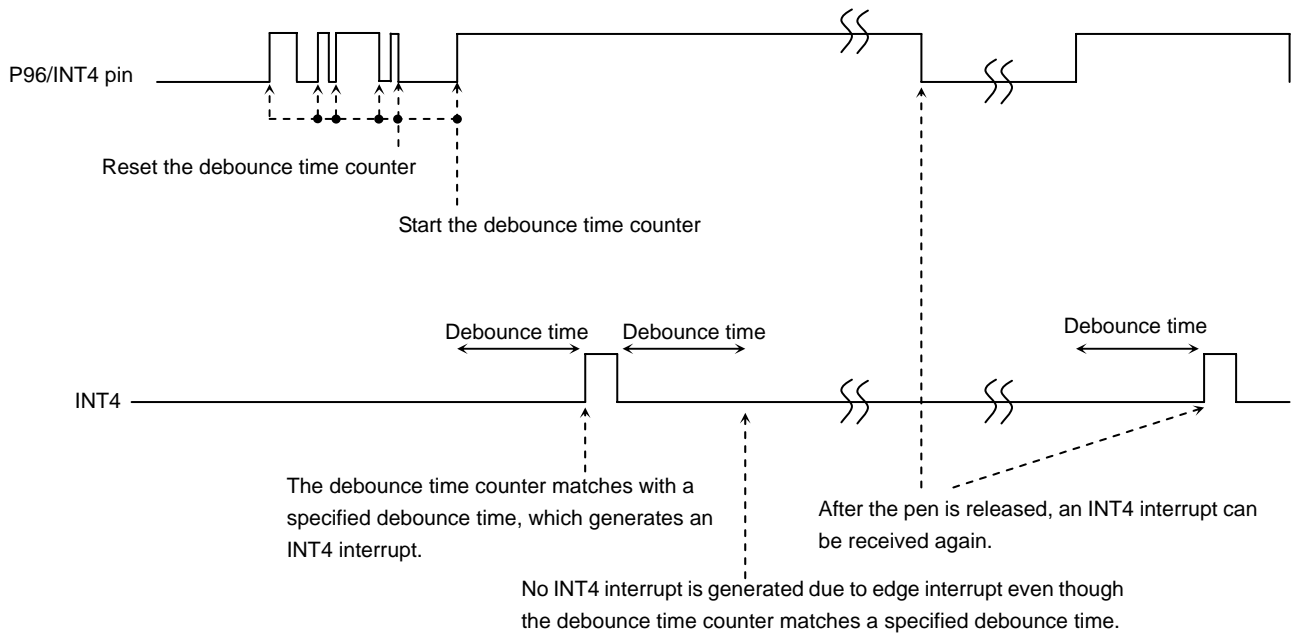 P96/INT4 pin
Reset the debounce time counter
Start the debounce time counter
Debounce time
Debounce time
Debounce time
INT4
The debounce time counter matches with a
specified debounce time, which generates an
INT4 interrupt.
After the pen is released, an INT4 interrupt can
be received again.
No INT4 interrupt is generated due to edge interrupt even though
the debounce time counter matches a specified debounce time.